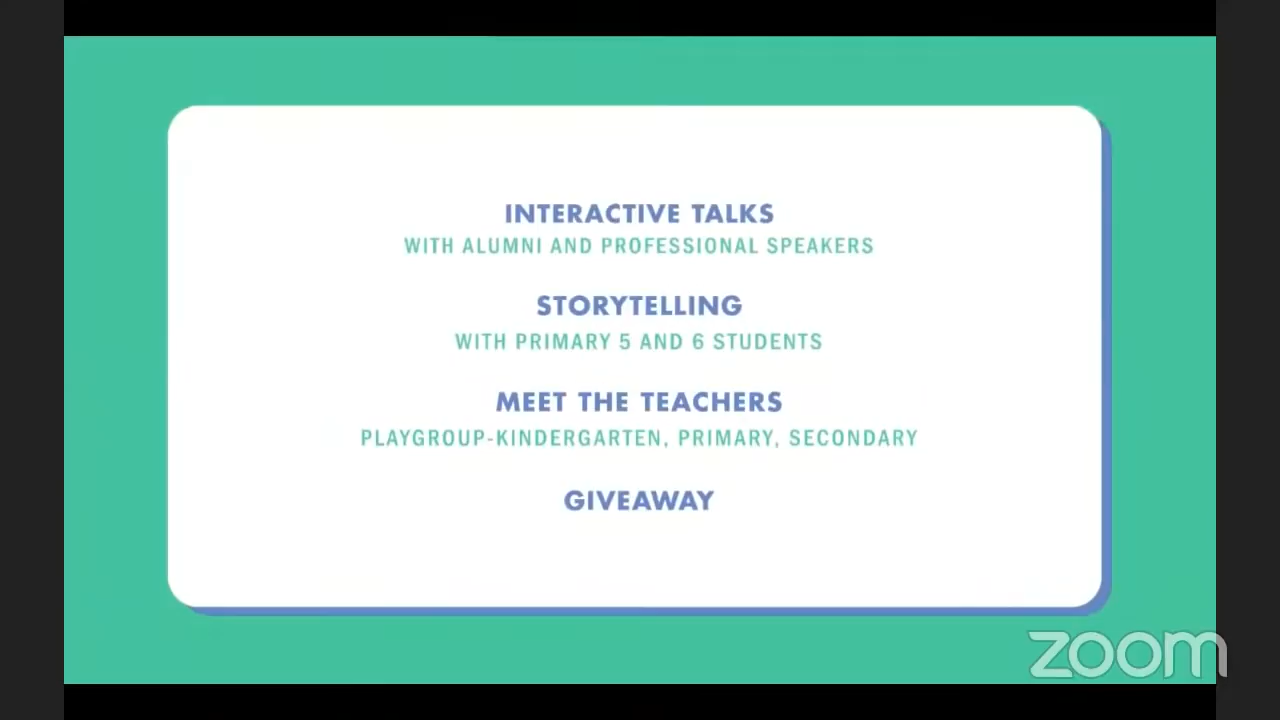 INTERACTIVE TALKS
WITH ALUMNI AND PROFESSIONAL SPEAKERS
STORYTELLING
WITH PRIMARY 5 AND 6 STUDENTS
MEET THE TEACHERS
PLAYGROUP-KINDERGARTEN, PRIMARY, SECONDARY
GIVEAWAY
zoom